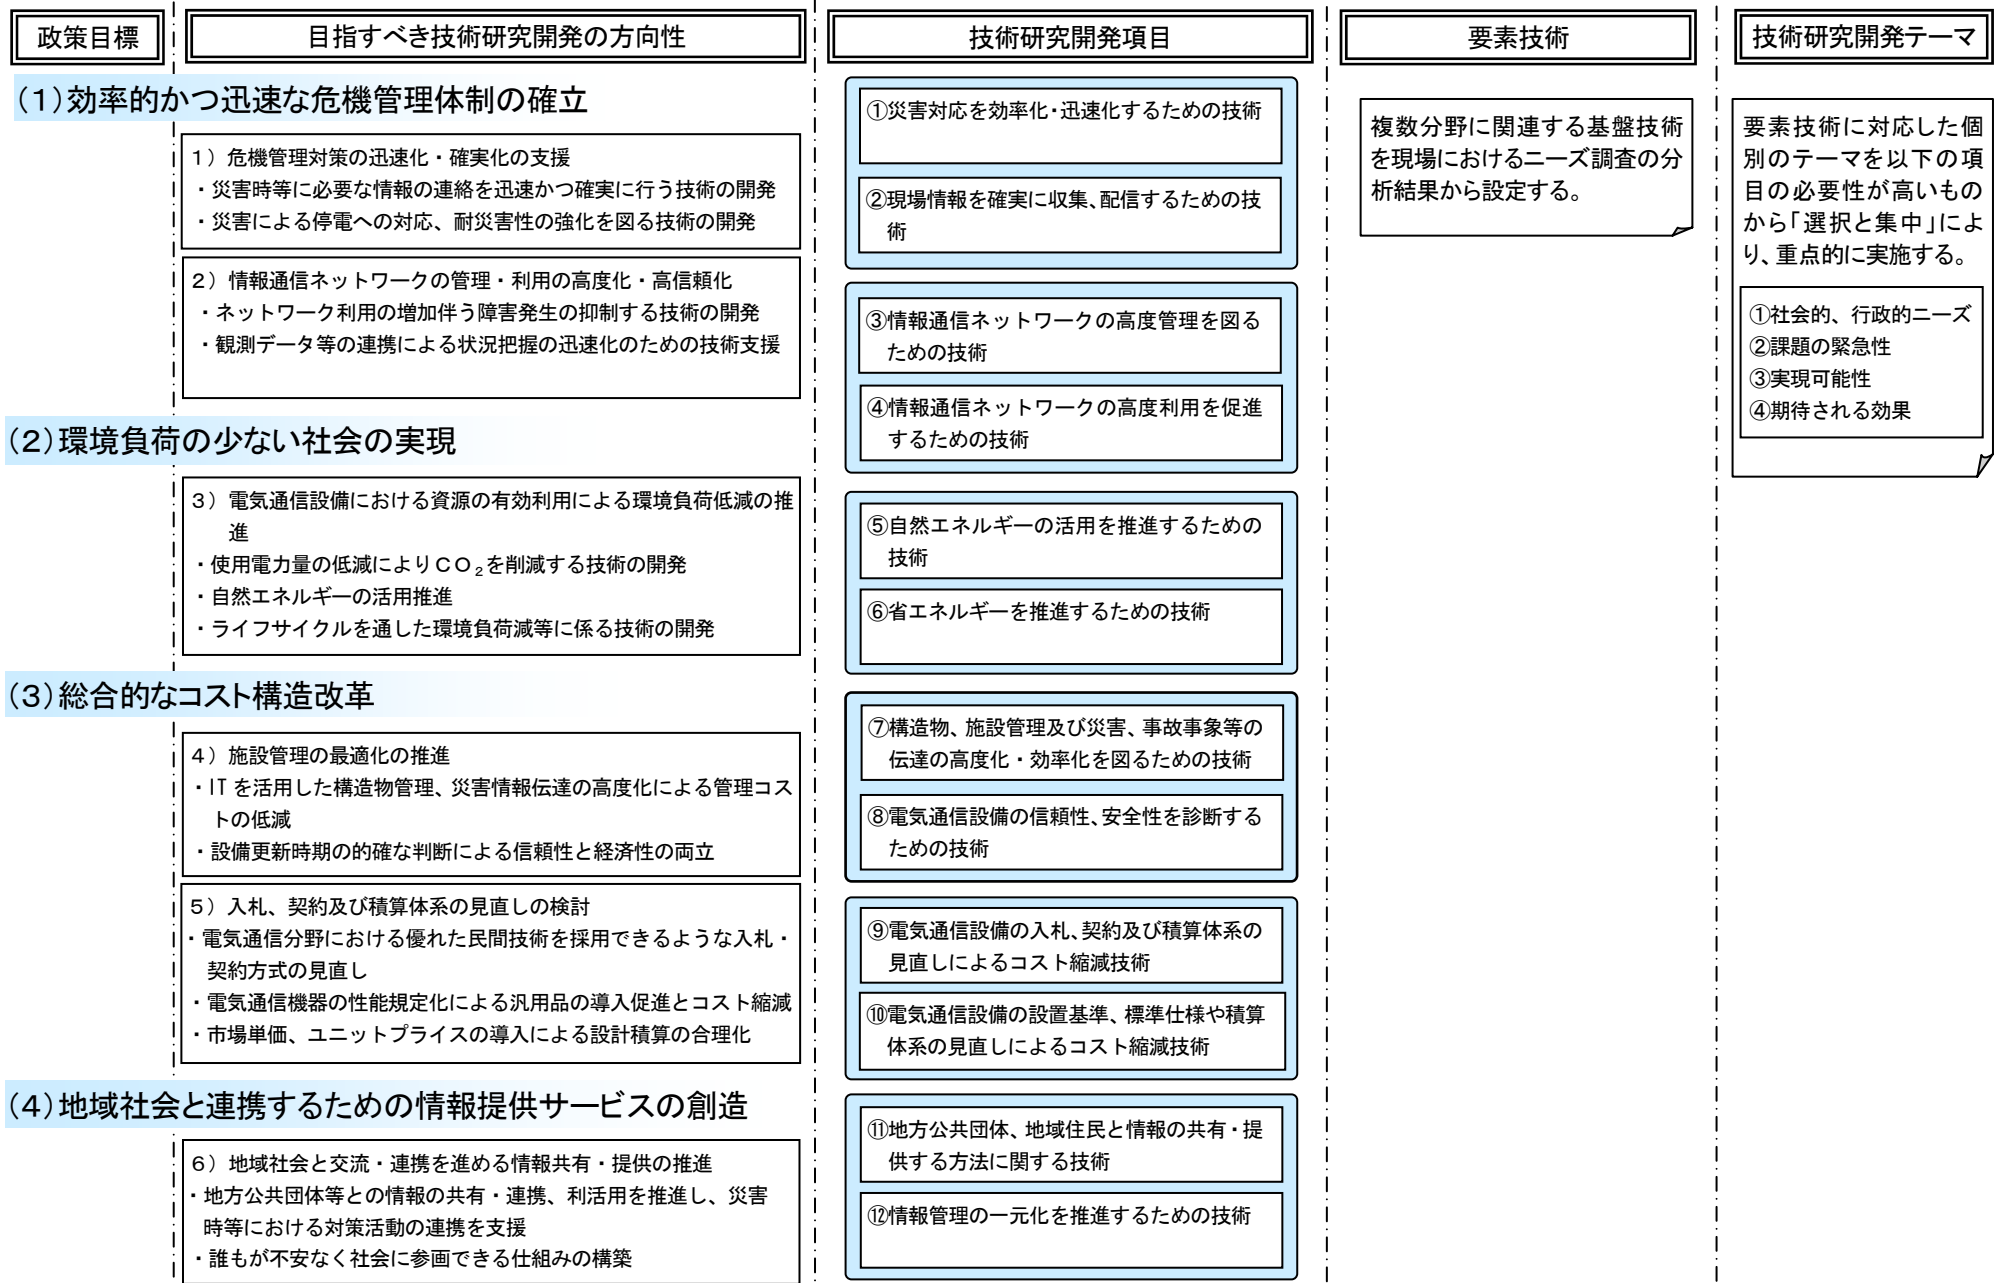 政策目標
目指すべき技術研究開発の方向性
技術研究開発項目
要素技術
技術研究開発テーマ
（１）効率的かつ迅速な危機管理体制の確立
１）危機管理対策の迅速化・確実化の支援
・災害時等に必要な情報の連絡を迅速かつ確実に行う技術の開発
・災害による停電への対応、耐災害性の強化を図る技術の開発
２）情報通信ネットワークの管理・利用の高度化・高信頼化
・ネットワーク利用の増加伴う障害発生の抑制する技術の開発
・観測データ等の連携による状況把握の迅速化のための技術支援
（２）環境負荷の少ない社会の実現
３）電気通信設備における資源の有効利用による環境負荷低減の推
進
・使用電力量の低減によりＣＯ₂を削減する技術の開発
・自然エネルギーの活用推進
・ライフサイクルを通した環境負荷減等に係る技術の開発
（３）総合的なコスト構造改革
４）施設管理の最適化の推進
・ITを活用した構造物管理、災害情報伝達の高度化による管理コス
トの低減
・設備更新時期の的確な判断による信頼性と経済性の両立
５）入札、契約及び積算体系の見直しの検討
・電気通信分野における優れた民間技術を採用できるような入札・
契約方式の見直し
・電気通信機器の性能規定化による汎用品の導入促進とコスト縮減
・市場単価、ユニットプライスの導入による設計積算の合理化
（４）地域社会と連携するための情報提供サービスの創造
６）地域社会と交流・連携を進める情報共有・提供の推進
・地方公共団体等との情報の共有・連携、利活用を推進し、災害
時等における対策活動の連携を支援
・誰もが不安なく社会に参画できる仕組みの構築
①災害対応を効率化・迅速化するための技術
②現場情報を確実に収集、配信するための技
術
③情報通信ネットワークの高度管理を図る
ための技術
④情報通信ネットワークの高度利用を促進
するための技術
⑤自然エネルギーの活用を推進するための
技術
⑥省エネルギーを推進するための技術
⑦構造物、施設管理及び災害、事故事象等の
伝達の高度化・効率化を図るための技術
⑧電気通信設備の信頼性、安全性を診断する
ための技術
⑨電気通信設備の入札、契約及び積算体系の
見直しによるコスト縮減技術
⑩電気通信設備の設置基準、標準仕様や積算
体系の見直しによるコスト縮減技術
⑪地方公共団体、地域住民と情報の共有・提
供する方法に関する技術
⑫情報管理の一元化を推進するための技術
複数分野に関連する基盤技術
を現場におけるニーズ調査の分
析結果から設定する。
要素技術に対応した個
別のテーマを以下の項
目の必要性が高いもの
から「選択と集中」によ
り、重点的に実施する。
①社会的、行政的ニーズ
②課題の緊急性
③実現可能性
④期待される効果